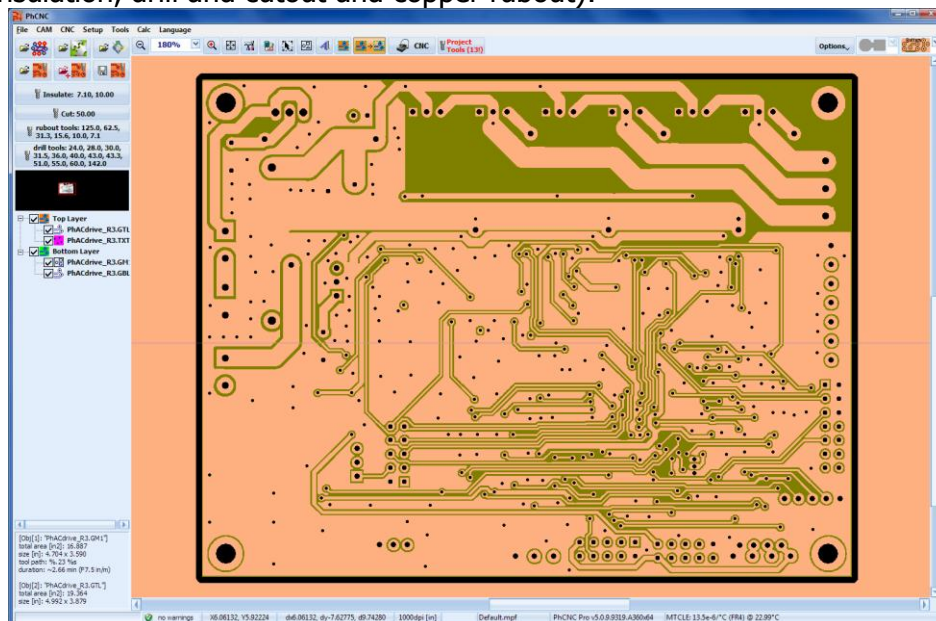 insulation, drill and cutout and copper rubout).
PhCNC
File CAM CNC Setup Tools Calc Language
180%
CNC
Project
Tools (13!)
Options
Insulate: 7.10, 10.00
Cut: 50.00
rubout tools: 125.0, 62.5,
31.3, 15.6, 10.0, 7.1
drill tools: 24.0, 28.0, 30.0,
31.5, 36.0, 40.0, 43.0, 43.3,
51.0, 55.0, 60.0, 142.0
Top Layer
PhACdrive_R3.GTL
PhACdrive_R3.TXT
Bottom Layer
PhACdrive_R3.GM1
PhACdrive_R3.GBL
[Obj[1]: "PhACdrive_R3.GM1"]
total area [in2]: 16.887
size [in]: 4.704 x 3.590
tool path: %.23 %s
duration: ~2.66 min (F7.5 in/m)
[Obj[2]: "PhACdrive_R3.GTL"]
total area [in2]: 19.364
size [in]: 4.992 x 3.879
no warnings X6.06132, Y5.92224 dx6.06132, dy-7.62775, d9.74280 1000dpi [in] Default.mpf PhCNC Pro v5.0.9.9319.A360x64 MTCLE: 13.5e-6/°C (FR4) @ 22.99°C